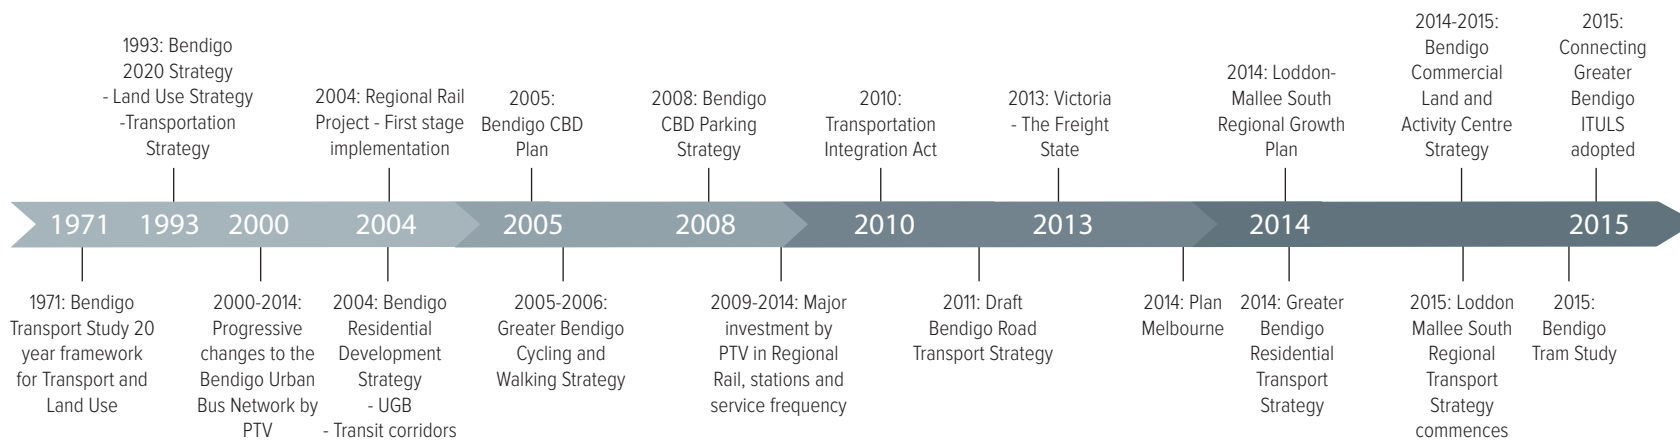 1993: Bendigo
2020 Strategy
- Land Use Strategy
-Transportation
Strategy
2004: Regional Rail
Project - First stage
implementation
2005:
Bendigo CBD
Plan
2008: Bendigo
CBD Parking
Strategy
2010:
Transportation
Integration Act
2013: Victoria
- The Freight
State
2014: Loddon-
Mallee South
Regional Growth
Plan
2014-2015:
Bendigo
Commercial
Land and
Activity Centre
Strategy
2015:
Connecting
Greater
Bendigo
ITULS
adopted
1971 1993 2000 2004 2005 2008 2010 2013 2014 2015
1971: Bendigo
Transport Study 20
year framework
for Transport and
Land Use
2000-2014:
Progressive
changes to the
Bendigo Urban
Bus Network by
PTV
2004: Bendigo
Residential
Development
Strategy
- UGB
- Transit corridors
2005-2006:
Greater Bendigo
Cycling and
Walking Strategy
2009-2014: Major
investment by
PTV in Regional
Rail, stations and
service frequency
2011: Draft
Bendigo Road
Transport Strategy
2014: Plan
Melbourne
2014: Greater
Bendigo
Residential
Transport
Strategy
2015: Loddon
Mallee South
Regional
Transport
Strategy
commences
2015:
Bendigo
Tram Study